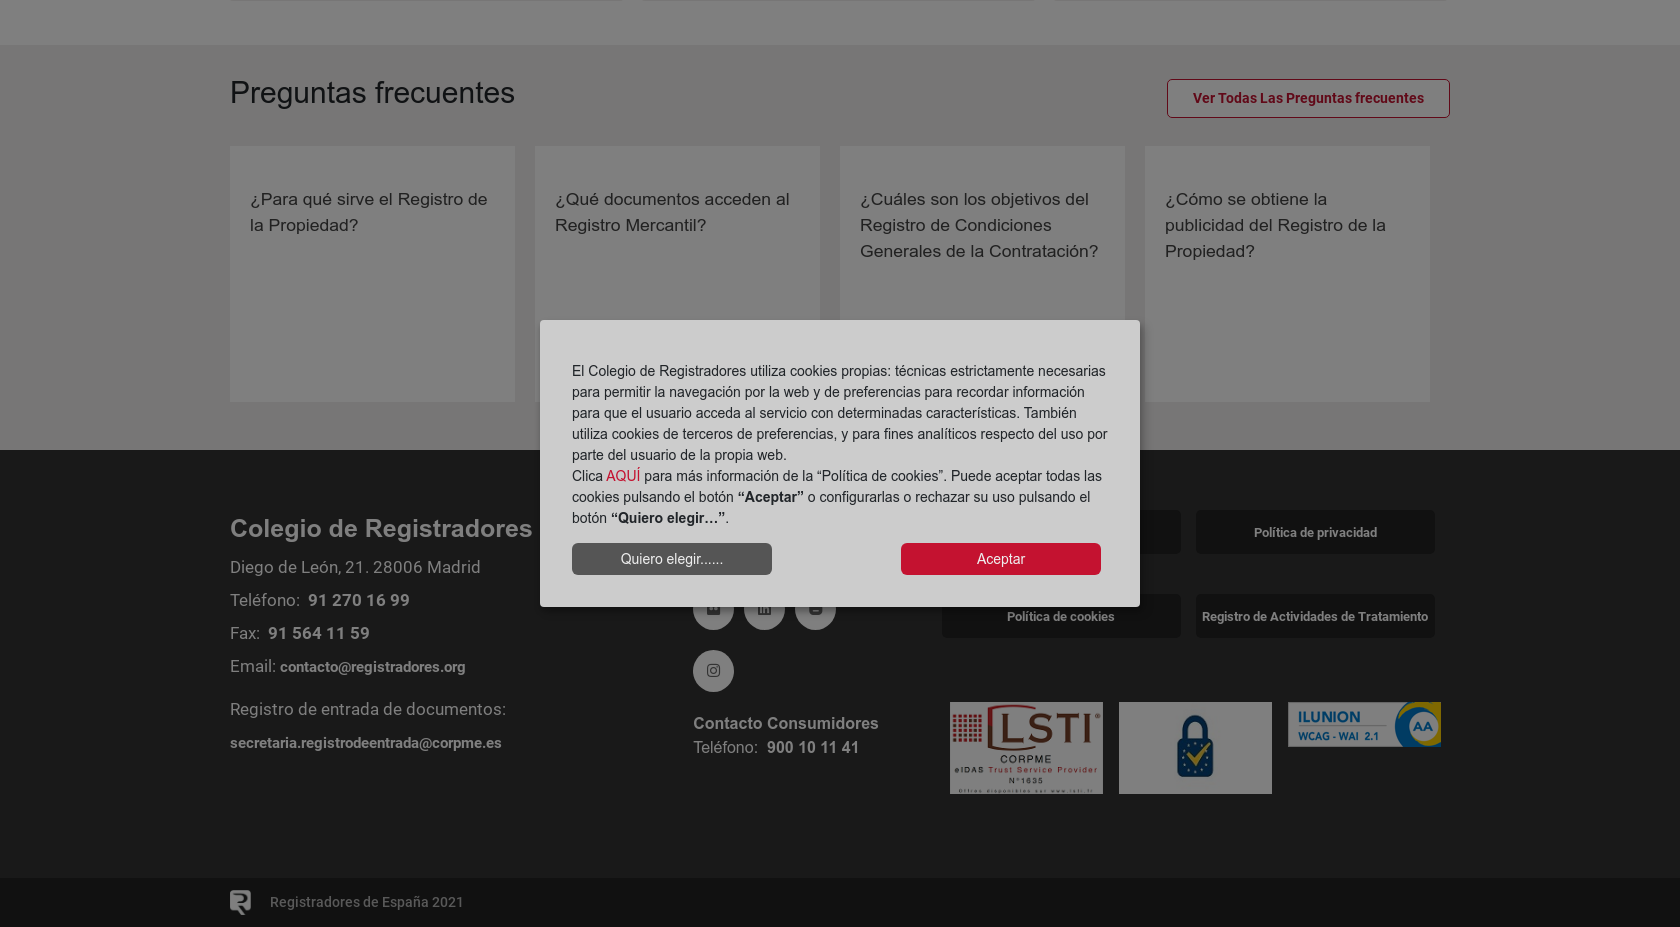 Preguntas frecuentes
Ver Todas Las Preguntas frecuentes
¿Para qué sirve el Registro de
la Propiedad?
¿Qué documentos acceden al
Registro Mercantil?
¿Cuáles son los objetivos del
Registro de Condiciones
Generales de la Contratación?
¿Cómo se obtiene la
publicidad del Registro de la
Propiedad?
El Colegio de Registradores utiliza cookies propias: técnicas estrictamente necesarias
para permitir la navegación por la web y de preferencias para recordar información
para que el usuario acceda al servicio con determinadas características. También
utiliza cookies de terceros de preferencias, y para fines analíticos respecto del uso por
parte del usuario de la propia web.
Clica AQUÍ para más información de la “Política de cookies”. Puede aceptar todas las
cookies pulsando el botón “Aceptar” o configurarlas o rechazar su uso pulsando el
botón “Quiero elegir…”.
Quiero elegir......
Aceptar
Colegio de Registradores
Diego de León, 21. 28006 Madrid
Teléfono: 91 270 16 99
Fax: 91 564 11 59
Email: contacto@registradores.org
Registro de entrada de documentos:
secretaria.registrodeentrada@corpme.es
Contacto Consumidores
Teléfono: 900 10 11 41
Política de privacidad
Política de cookies
Registro de Actividades de Tratamiento
LSTI
CORPME
eIDAS Trust Service Provider
N°1635
Offres disponibles sur www.lsti.fr
ILUNION
WCAG - WAI 2.1
AA
Registradores de España 2021